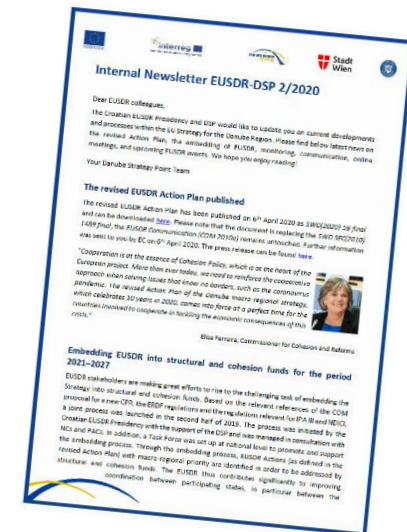 Interreg
Stadt
Wien
Internal Newsletter EUSDR-DSP 2/2020
Dear EUSDR colleagues,
The Croatian EUSDR Presidency and DSP would like to update you on current developments
and processes within the EU Strategy for the Danube Region. Please find below latest news on
the revised Action Plan, the embedding of EUSDR, monitoring, communication, online
meetings, and upcoming EUSDR events. We hope you enjoy reading!
Your Danube Strategy Point Team
The revised EUSDR Action Plan published
The revised EUSDR Action Plan has been published on 6th April 2020 as SWD(2020) 59 final
and can be downloaded here. Please note that the document is replacing the SWD SEC(2010)
1489 final, the EUSDR Communication (COM 2010a) remains untouched. Further information
was sent to you by EC on 6th April 2020. The press release can be found here.
"Cooperation is at the essence of Cohesion Policy, which is at the heart of the
European project. More than ever today, we need to reinforce the cooperative
approach when solving issues that know no borders, such as the coronavirus
pandemic. The revised Action Plan of the Danube macro-regional strategy,
which celebrates 10 years in 2020, comes into force at a perfect time for the
countries involved to cooperate in tackling the economic consequences of this
crisis."
Elisa Ferreira, Commissioner for Cohesion and Reforms
Embedding EUSDR into structural and cohesion funds for the period
2021–2027
EUSDR stakeholders are making great efforts to rise to the challenging task of embedding the
Strategy into structural and cohesion funds. Based on the relevant references of the COM
proposal for a new CPR, the ERDF regulations and the regulations relevant for IPA III and NDICI,
a joint process was launched in the second half of 2019. The process was initiated by the
Croatian EUSDR Presidency with the support of the DSP and was managed in consultation with
NCs and PACs. In addition, a Task Force was set up at national level to promote and support
the embedding process. Through the embedding process, EUSDR Actions (as defined in the
revised Action Plan) with macro-regional priority are identified in order to be addressed by
structural and cohesion funds. The EUSDR thus contributes significantly to improving
coordination between participating states, in particular between the